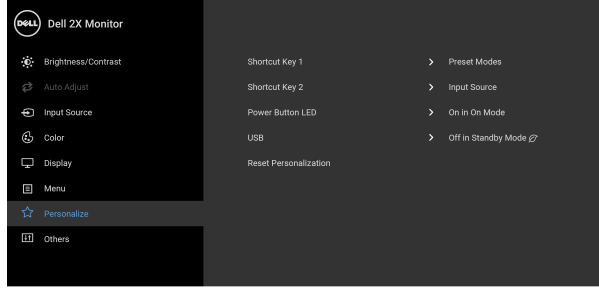 DELL Dell 2X Monitor
Brightness/Contrast
Auto Adjust
Input Source
Color
Display
Menu
Personalize
Others
Shortcut Key 1 > Preset Modes
Shortcut Key 2 > Input Source
Power Button LED > On in On Mode
USB > Off in Standby Mode
Reset Personalization